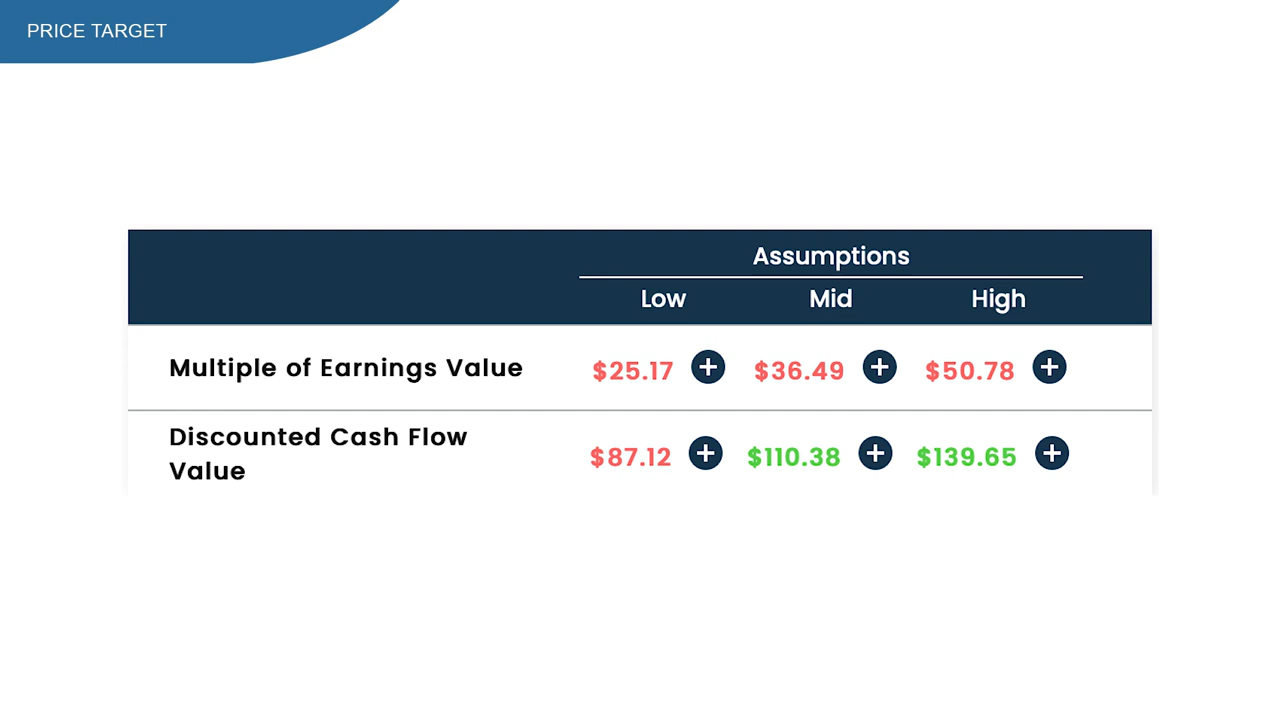 PRICE TARGET
Assumptions
Low Mid High
Multiple of Earnings Value $25.17 + $36.49 + $50.78 +
Discounted Cash Flow
Value $87.12 + $110.38 + $139.65 +